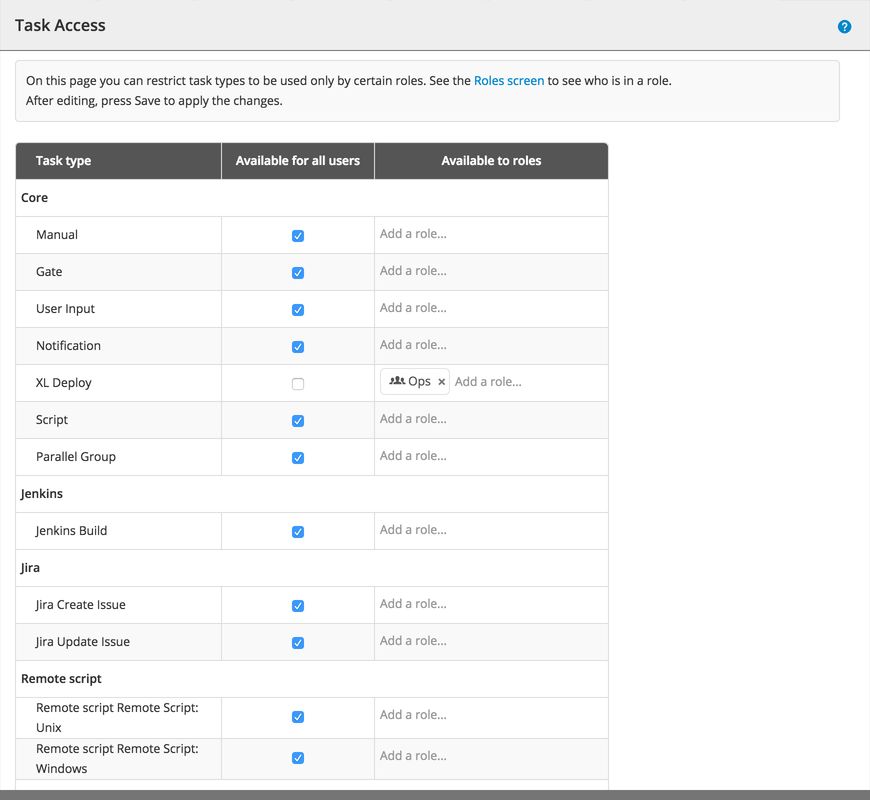 Task Access
?
On this page you can restrict task types to be used only by certain roles. See the Roles screen to see who is in a role.
After editing, press Save to apply the changes.
Task type Available for all users Available to roles
Core
Manual Add a role...
Gate Add a role...
User Input Add a role...
Notification Add a role...
XL Deploy Ops × Add a role...
Script Add a role...
Parallel Group Add a role...
Jenkins
Jenkins Build Add a role...
Jira
Jira Create Issue Add a role...
Jira Update Issue Add a role...
Remote script
Remote script Remote Script: Add a role...
Unix
Remote script Remote Script: Add a role...
Windows